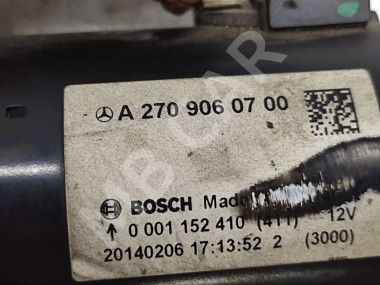 A 270 906 07 00
BOSCH Made
0 001 152 410 (411) 12V
20140206 17:13:52 2 (3000)